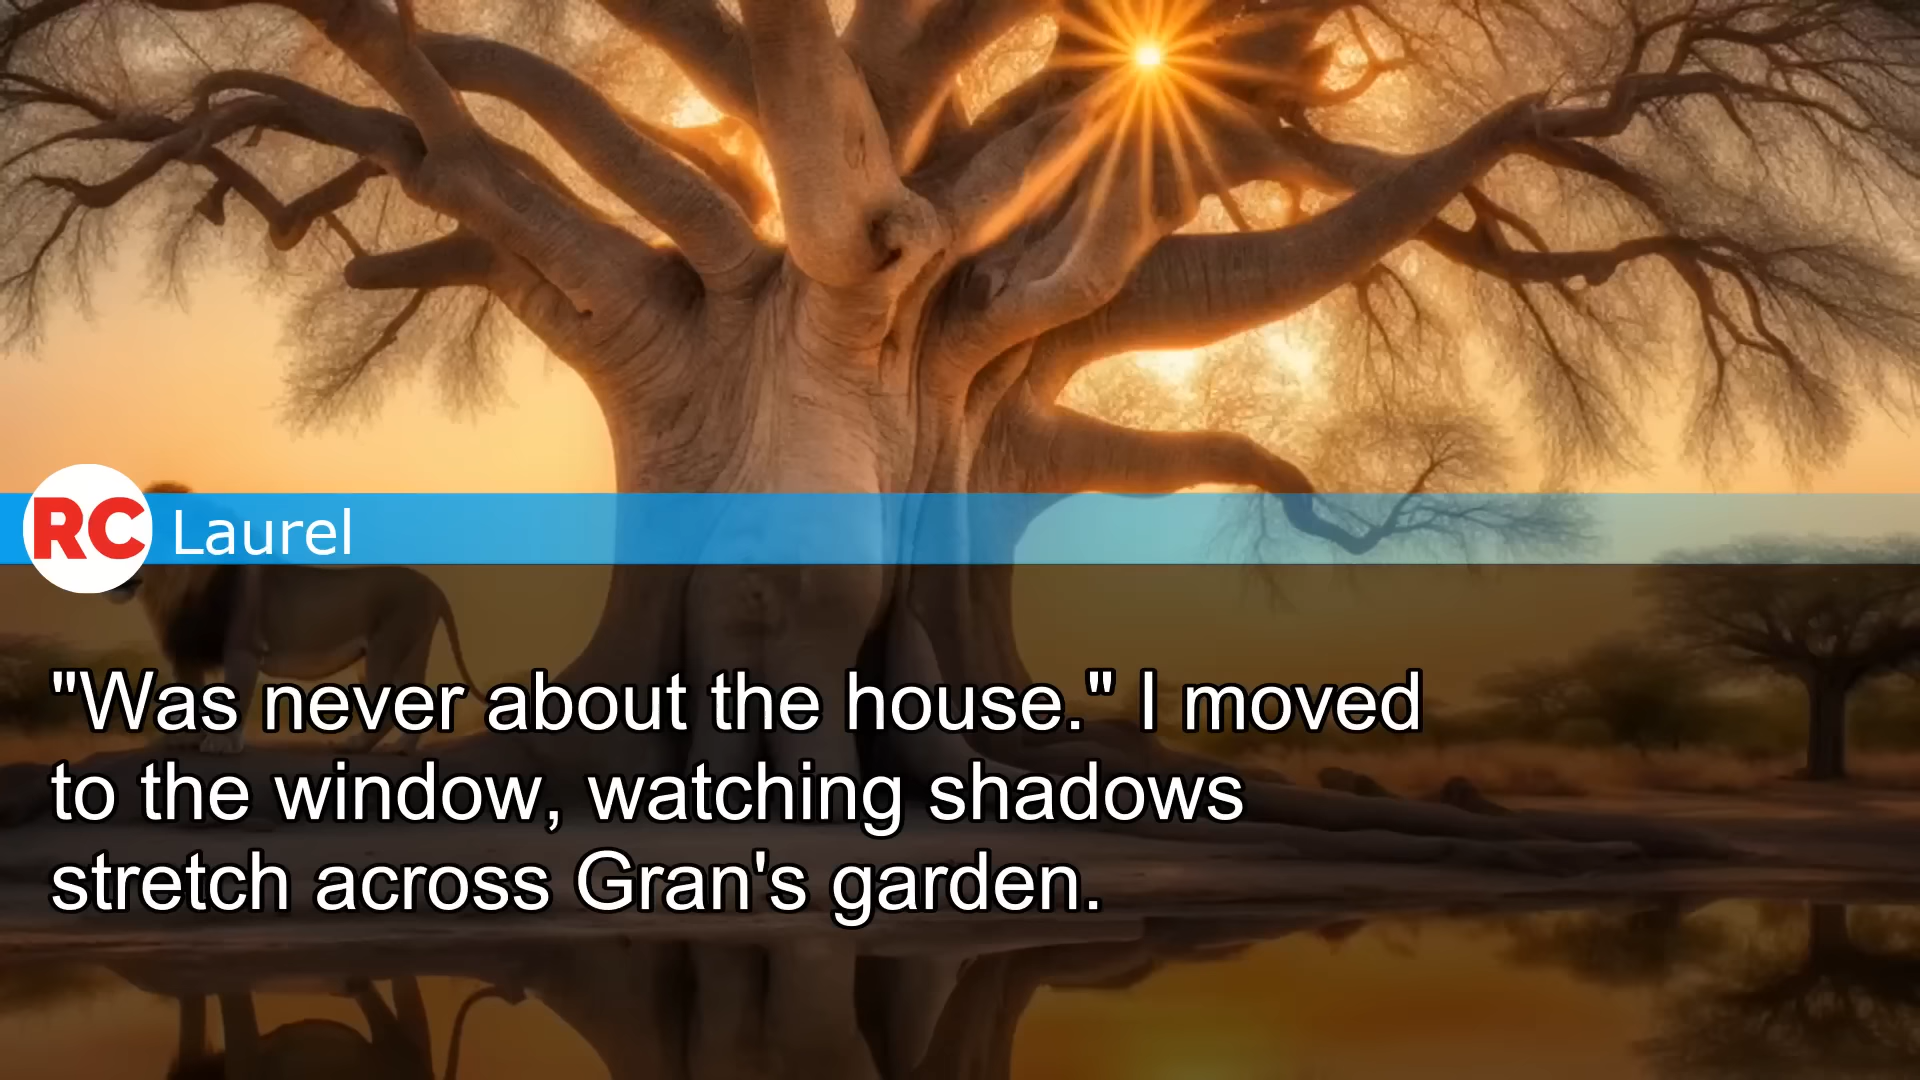 RC Laurel
"Was never about the house." I moved
to the window, watching shadows
stretch across Gran's garden.